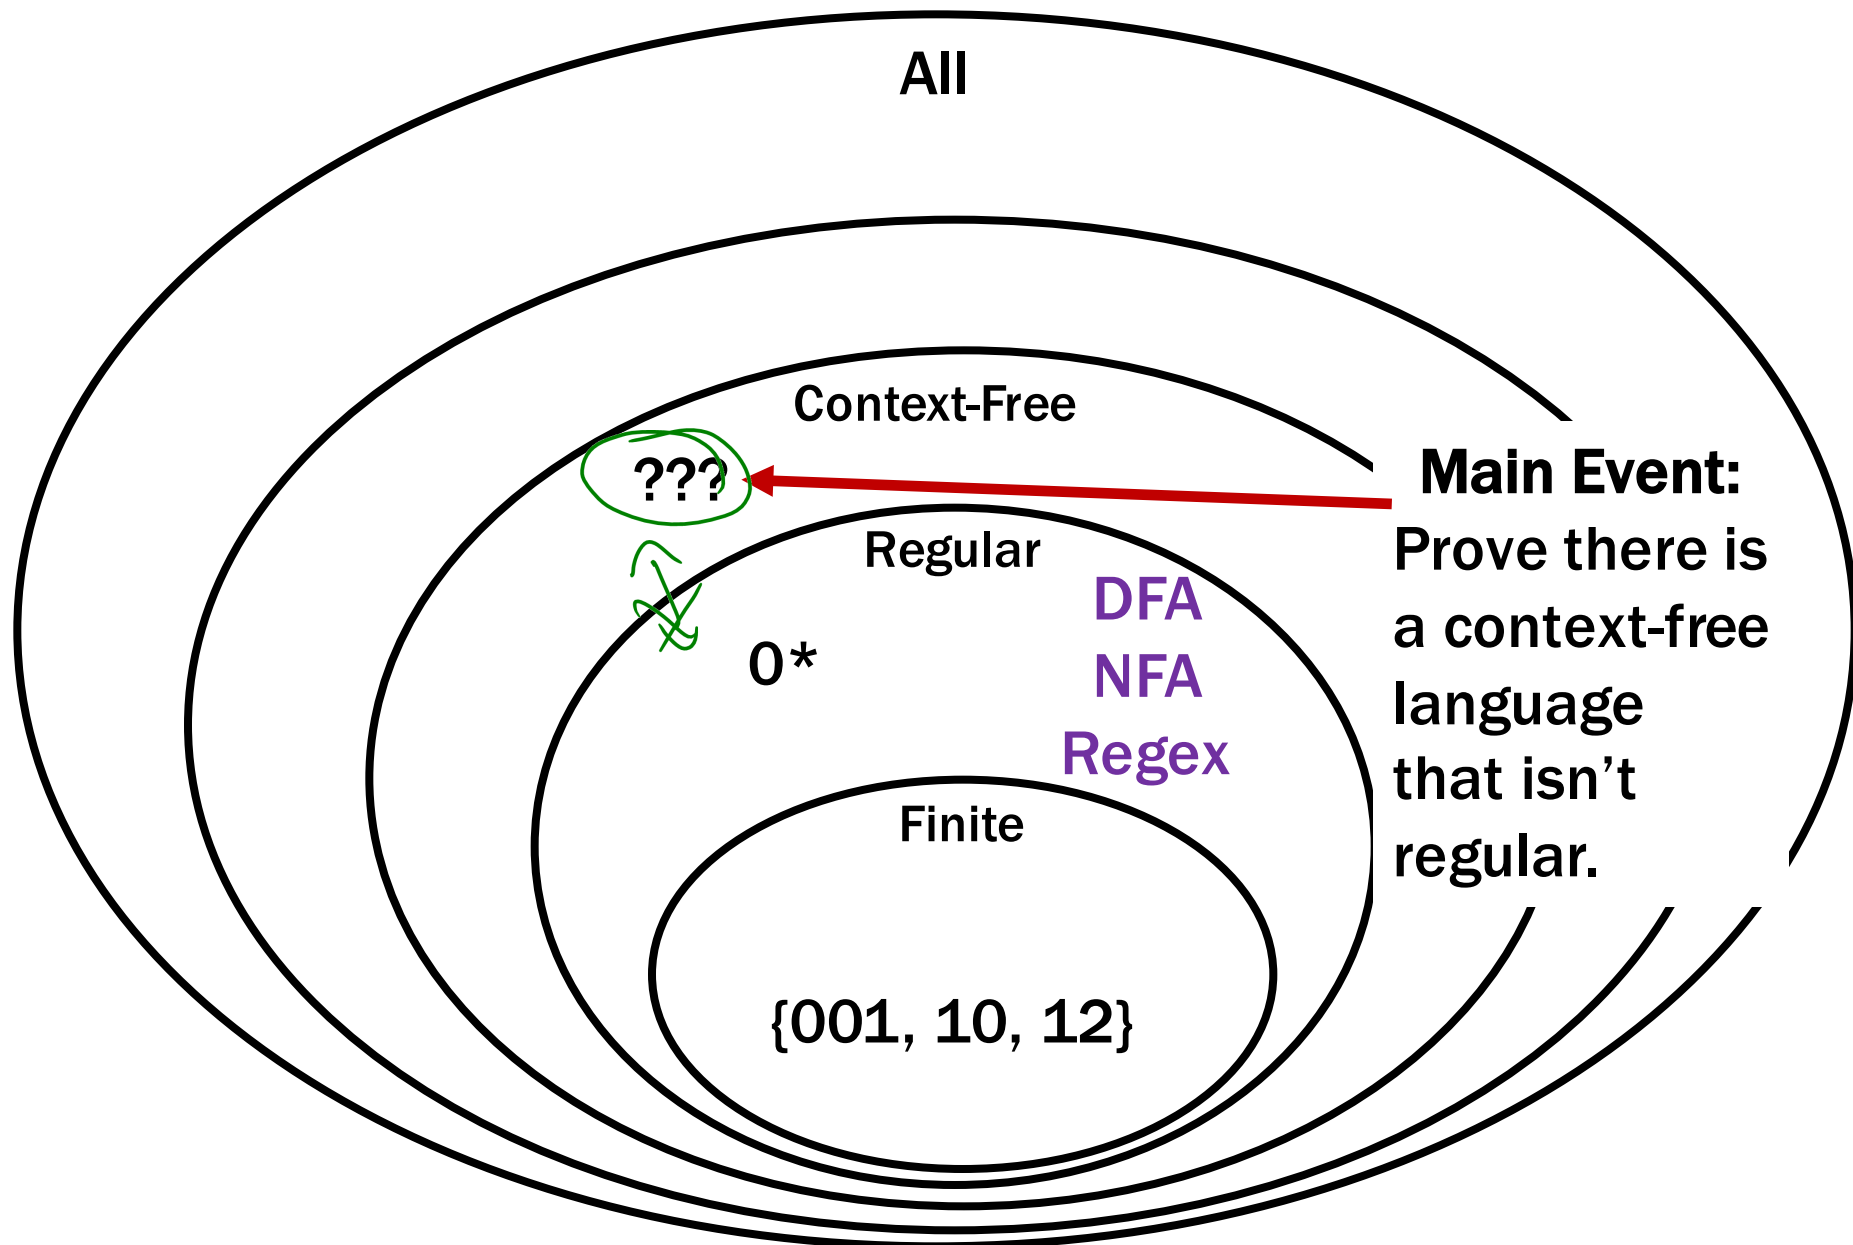 All
Context-Free
???
Main Event:
Prove there is
a context-free
language
that isn’t
regular.
Regular
DFA
0*
NFA
Regex
Finite
{001, 10, 12}